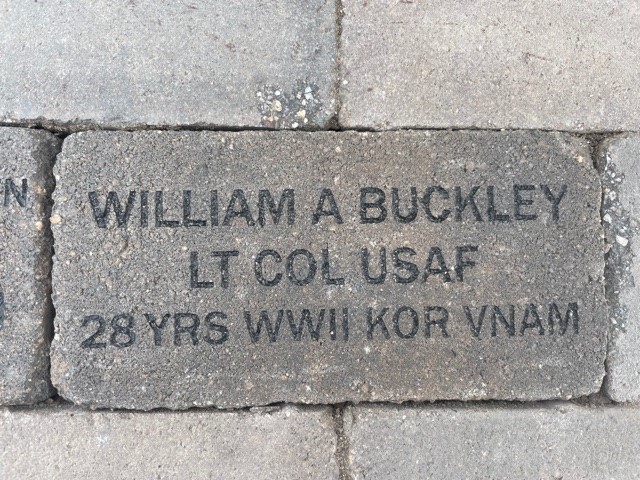 WILLIAM A BUCKLEY
LT COL USAF
28 YRS WWII KOR VNAM